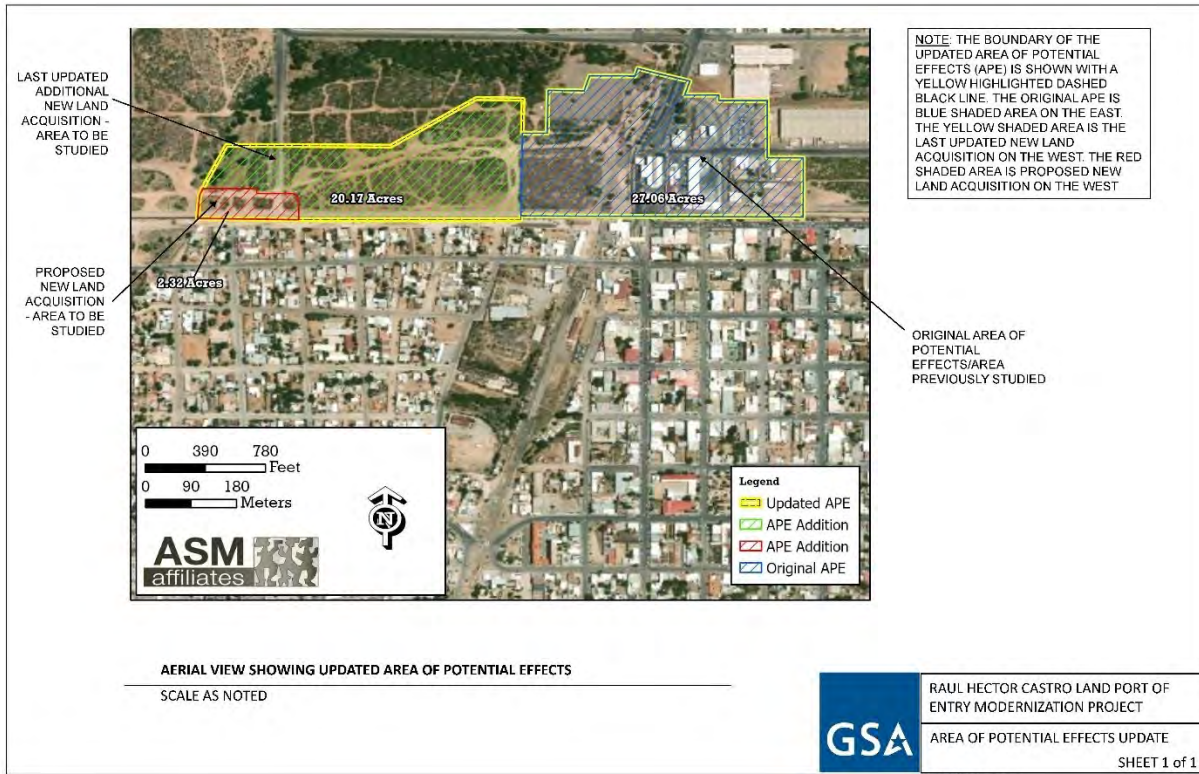 LAST UPDATED
ADDITIONAL
NEW LAND
ACQUISITION -
AREA TO BE
STUDIED
PROPOSED
NEW LAND
ACQUISITION
- AREA TO BE
STUDIED
20.17 Acres
27.06 Acres
2.32 Acres
NOTE: THE BOUNDARY OF THE
UPDATED AREA OF POTENTIAL
EFFECTS (APE) IS SHOWN WITH A
YELLOW HIGHLIGHTED DASHED
BLACK LINE. THE ORIGINAL APE IS
BLUE SHADED AREA ON THE EAST.
THE YELLOW SHADED AREA IS THE
LAST UPDATED NEW LAND
ACQUISITION ON THE WEST. THE RED
SHADED AREA IS PROPOSED NEW
LAND ACQUISITION ON THE WEST
ORIGINAL AREA OF
POTENTIAL
EFFECTS/AREA
PREVIOUSLY STUDIED
0 390 780
Feet
0 90 180
Meters
N
ASM
affiliates
Legend
Updated APE
APE Addition
APE Addition
Original APE
AERIAL VIEW SHOWING UPDATED AREA OF POTENTIAL EFFECTS
SCALE AS NOTED
GSA
RAUL HECTOR CASTRO LAND PORT OF
ENTRY MODERNIZATION PROJECT
AREA OF POTENTIAL EFFECTS UPDATE
SHEET 1 of 1